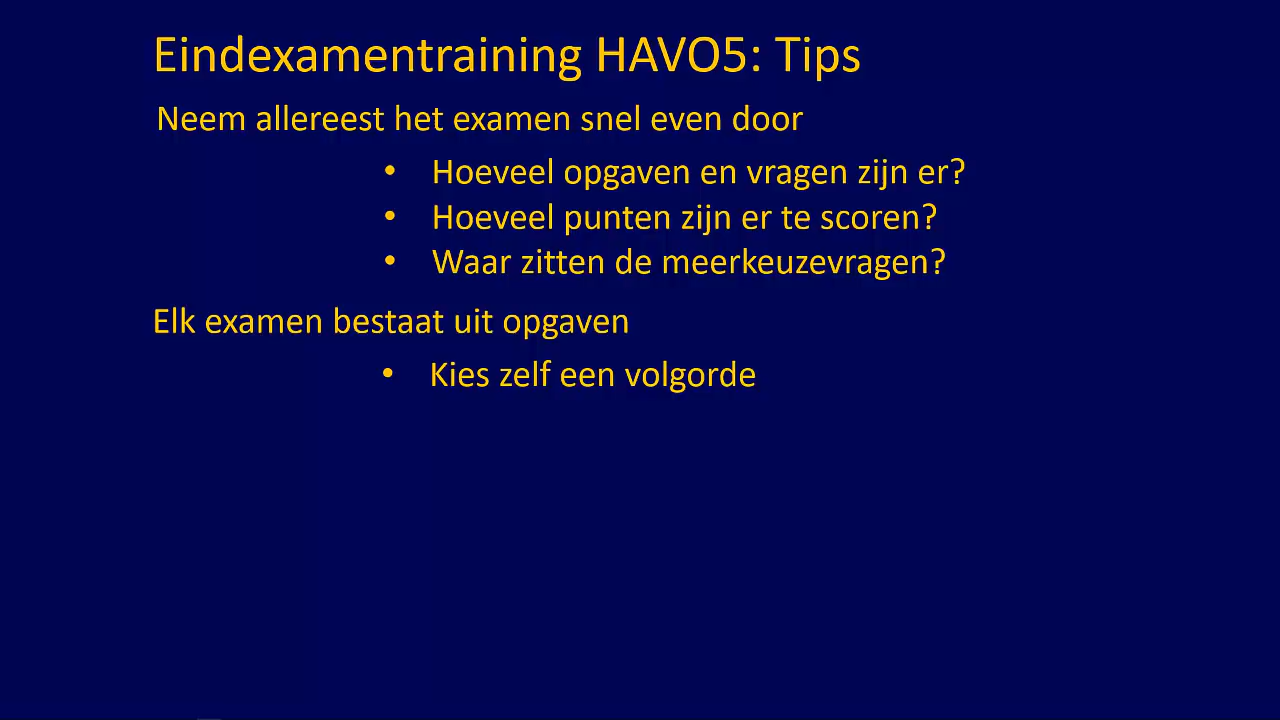 Eindexamentraining HAVO5: Tips
Neem allereest het examen snel even door
• Hoeveel opgaven en vragen zijn er?
• Hoeveel punten zijn er te scoren?
• Waar zitten de meerkeuzevragen?
Elk examen bestaat uit opgaven
• Kies zelf een volgorde